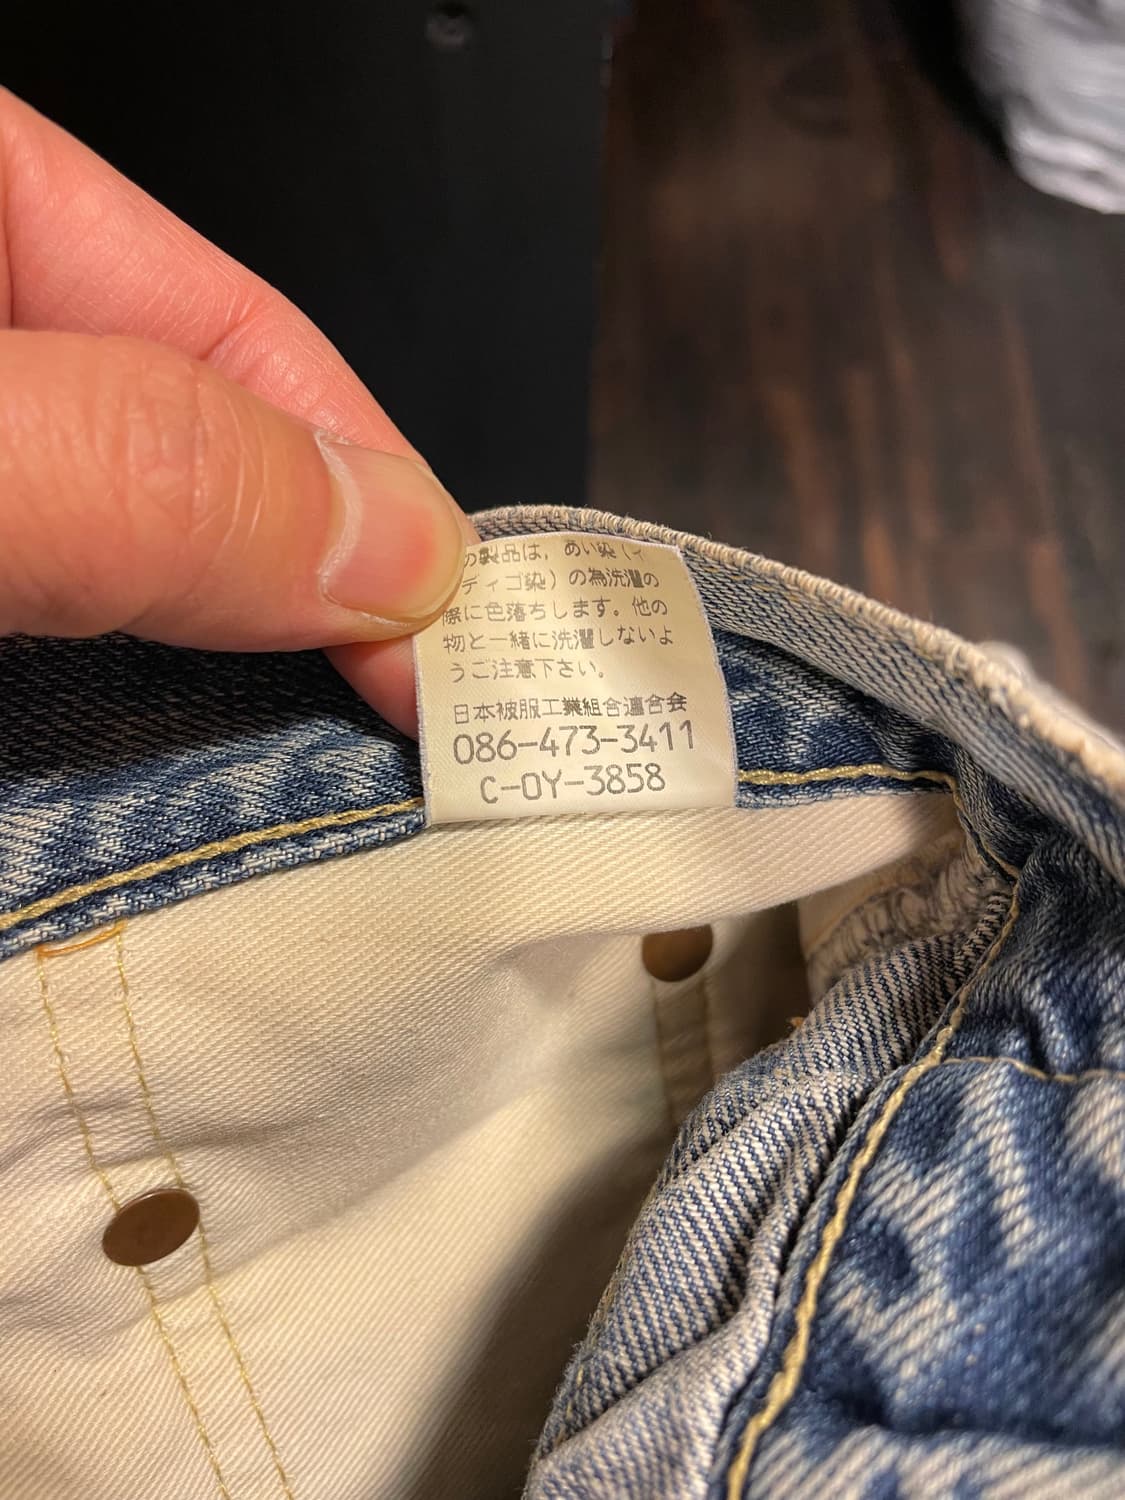 の製品は，あい染（イ
ディゴ染）の為洗濯の
際に色落ちします。他の
物と一緒に洗濯しないよ
うご注意下さい。
日本被服工業組合連合会
086-473-3411
C-OY-3858